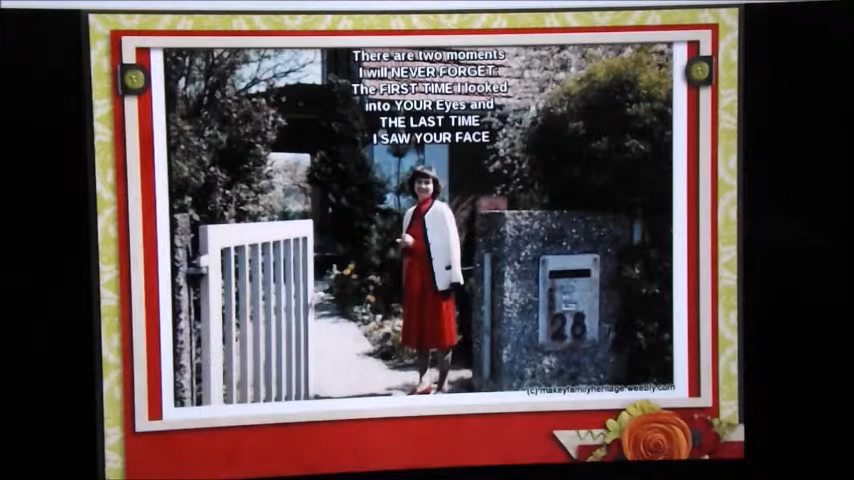 There are two moments
I will NEVER FORGET
The FIRST TIME I looked
into YOUR Eyes and
THE LAST TIME
I SAW YOUR FACE
28
(c) makeyfamilyheritage.weebly.com